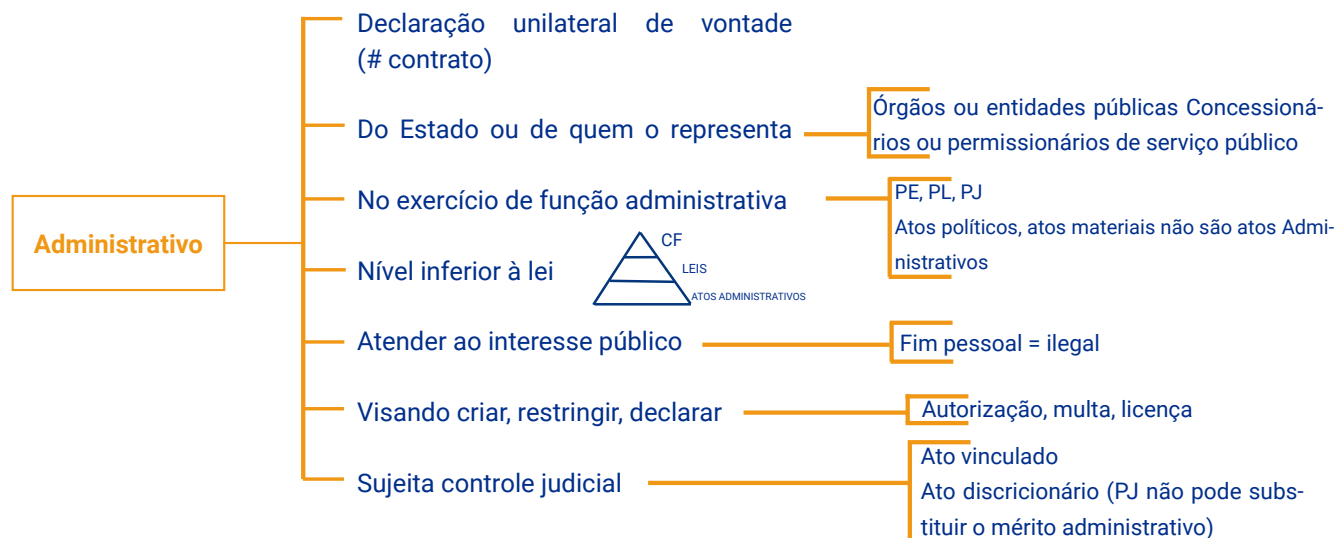 Administrativo
Declaração unilateral de vontade
(# contrato)
Do Estado ou de quem o representa
Órgãos ou entidades públicas Concessioná-
rios ou permissionários de serviço público
No exercício de função administrativa
PE, PL, PJ
Atos políticos, atos materiais não são atos Admi-
nistrativos
Nível inferior à lei
CF
LEIS
ATOS ADMINISTRATIVOS
Atender ao interesse público
Fim pessoal = ilegal
Visando criar, restringir, declarar
Autorização, multa, licença
Sujeita controle judicial
Ato vinculado
Ato discricionário (PJ não pode subs-
tituir o mérito administrativo)